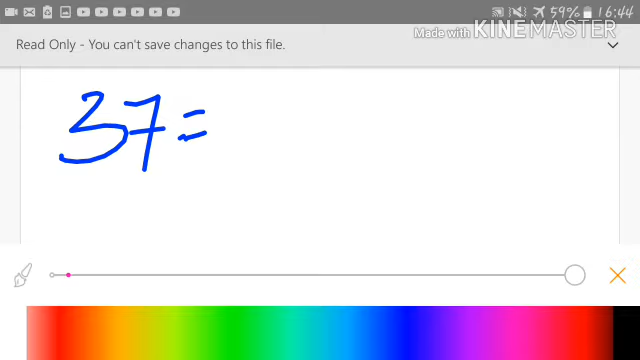 59% 16:44
Made with KINEMASTER
Read Only - You can't save changes to this file.
37=